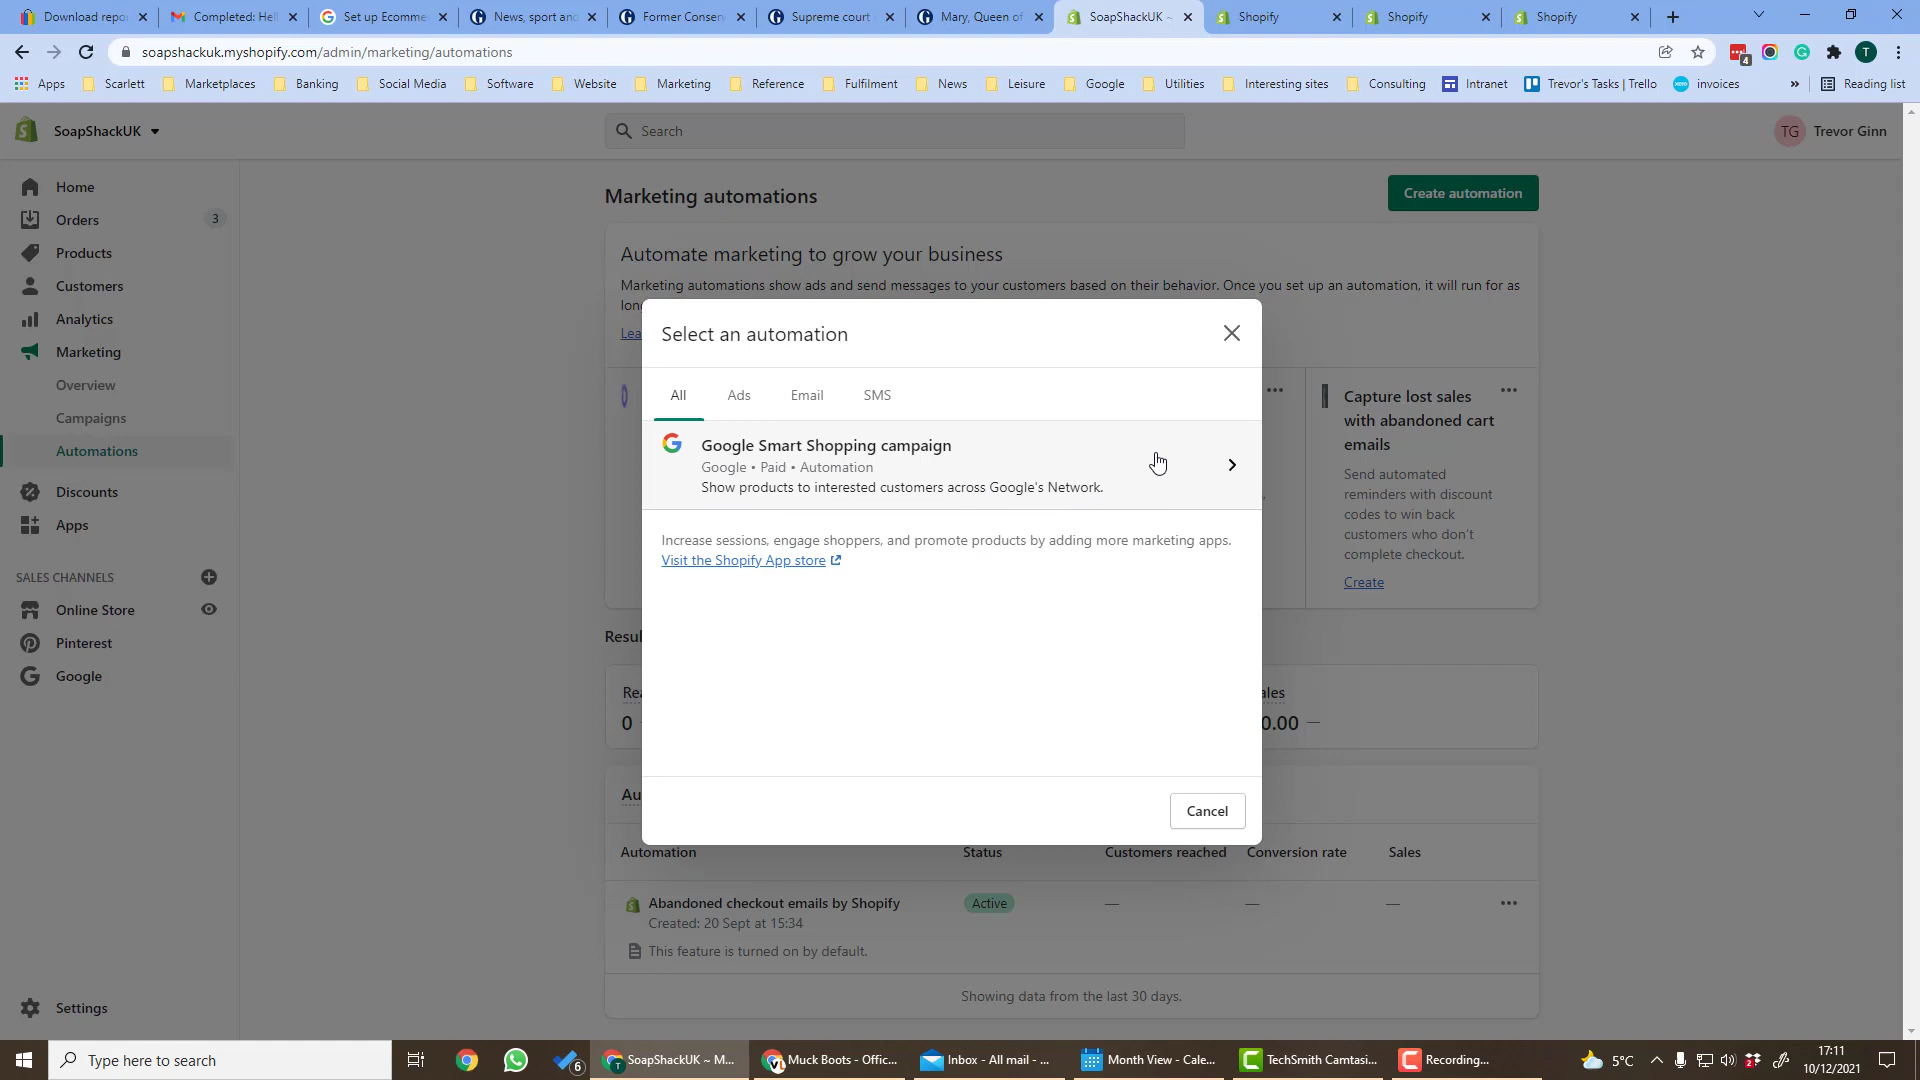 Download repo
Completed: Hell
Set up Ecomme
News, sport and
Former Conser
Supreme court
Mary, Queen of
SoapShackUK ~
Shopify
Shopify
Shopify
soapshackuk.myshopify.com/admin/marketing/automations
4
T
Apps
Scarlett
Marketplaces
Banking
Social Media
Software
Website
Marketing
Reference
Fulfilment
News
Leisure
Google
Utilities
Interesting sites
Consulting
Intranet
Trevor's Tasks | Trello
invoices
Reading list
SoapShackUK
Search
TG Trevor Ginn
Home
Orders 3
Products
Customers
Analytics
Marketing
Overview
Campaigns
Automations
Discounts
Apps
SALES CHANNELS
Online Store
Pinterest
Google
Settings
Marketing automations
Create automation
Automate marketing to grow your business
Marketing automations show ads and send messages to your customers based on their behavior. Once you set up an automation, it will run for as
Select an automation
All
Ads
Email
SMS
Google Smart Shopping campaign
Google • Paid • Automation
Show products to interested customers across Google's Network.
Increase sessions, engage shoppers, and promote products by adding more marketing apps.
Visit the Shopify App store
Cancel
Capture lost sales
with abandoned cart
emails
Send automated
reminders with discount
codes to win back
customers who don't
complete checkout.
Create
0
0.00 —
Automation
Status
Customers reached
Conversion rate
Sales
Abandoned checkout emails by Shopify
Active
—
—
—
Created: 20 Sept at 15:34
This feature is turned on by default.
Showing data from the last 30 days.
Type here to search
6
SoapShackUK ~ M...
Muck Boots - Offic...
Inbox - All mail - ...
Month View - Cale...
TechSmith Camtasi...
Recording...
5°C
17:11
10/12/2021